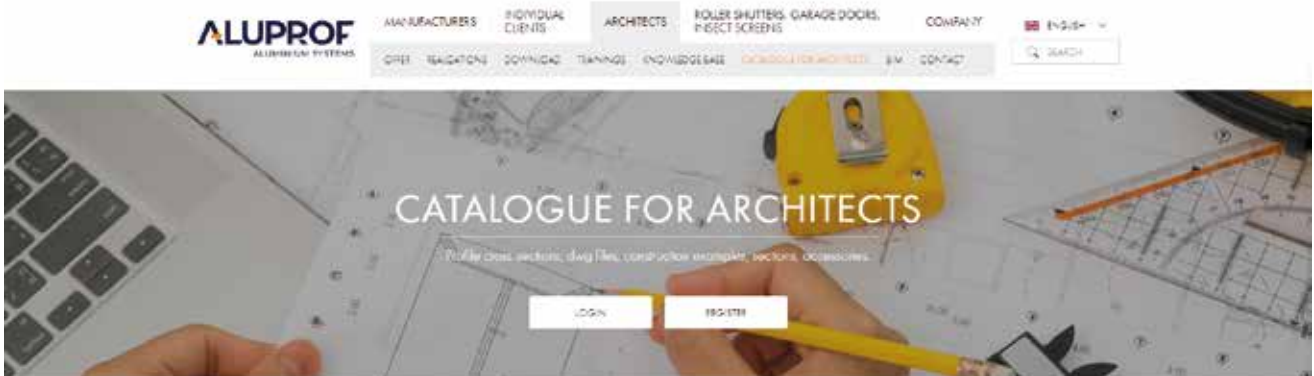 ALUPROF
ALUMINIUM SYSTEMS
MANUFACTURERS
INDIVIDUAL
CLIENTS
ARCHITECTS
ROLLER SHUTTERS, GARAGE DOORS,
INSECT SCREENS
COMPANY
ENGLISH
SEARCH
OFFER REALISATIONS DOWNLOAD TRAININGS KNOWLEDGE BASE CATALOGUE FOR ARCHITECTS BIM CONTACT
CATALOGUE FOR ARCHITECTS
Profile cross sections, dwg files, construction examples, sections, accessories.
LOGIN REGISTER